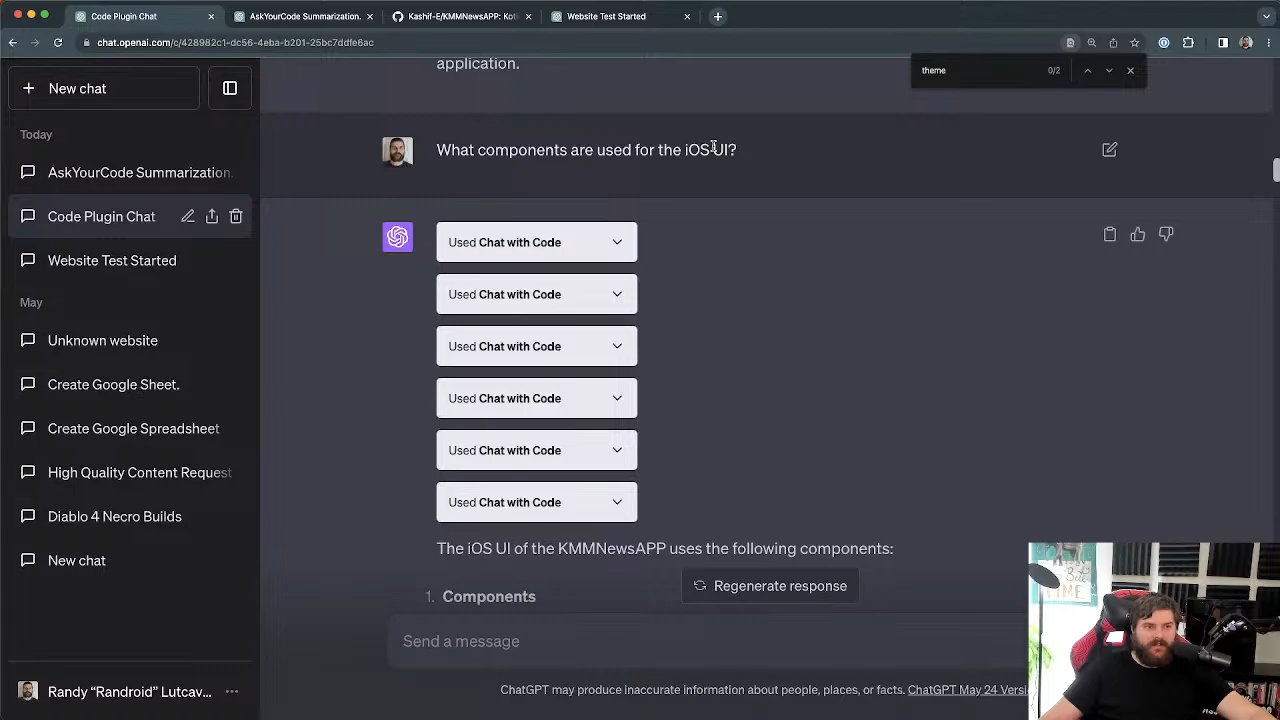 Code Plugin Chat
AskYourCode Summarization.
Kashif-E/KMMNewsAPP: Kot
Website Test Started
chat.openai.com/c/428982c1-dc56-4eba-b201-25bc7ddfe6ac
theme
0/2
New chat
Today
AskYourCode Summarization.
Code Plugin Chat
Website Test Started
May
Unknown website
Create Google Sheet.
Create Google Spreadsheet
High Quality Content Request
Diablo 4 Necro Builds
New chat
Randy “Randroid” Lutcav...
application.
What components are used for the iOS UI?
Used Chat with Code
Used Chat with Code
Used Chat with Code
Used Chat with Code
Used Chat with Code
Used Chat with Code
The iOS UI of the KMMNewsAPP uses the following components:
1. Components
Regenerate response
Send a message
ChatGPT may produce inaccurate information about people, places, or facts. ChatGPT May 24 Versi